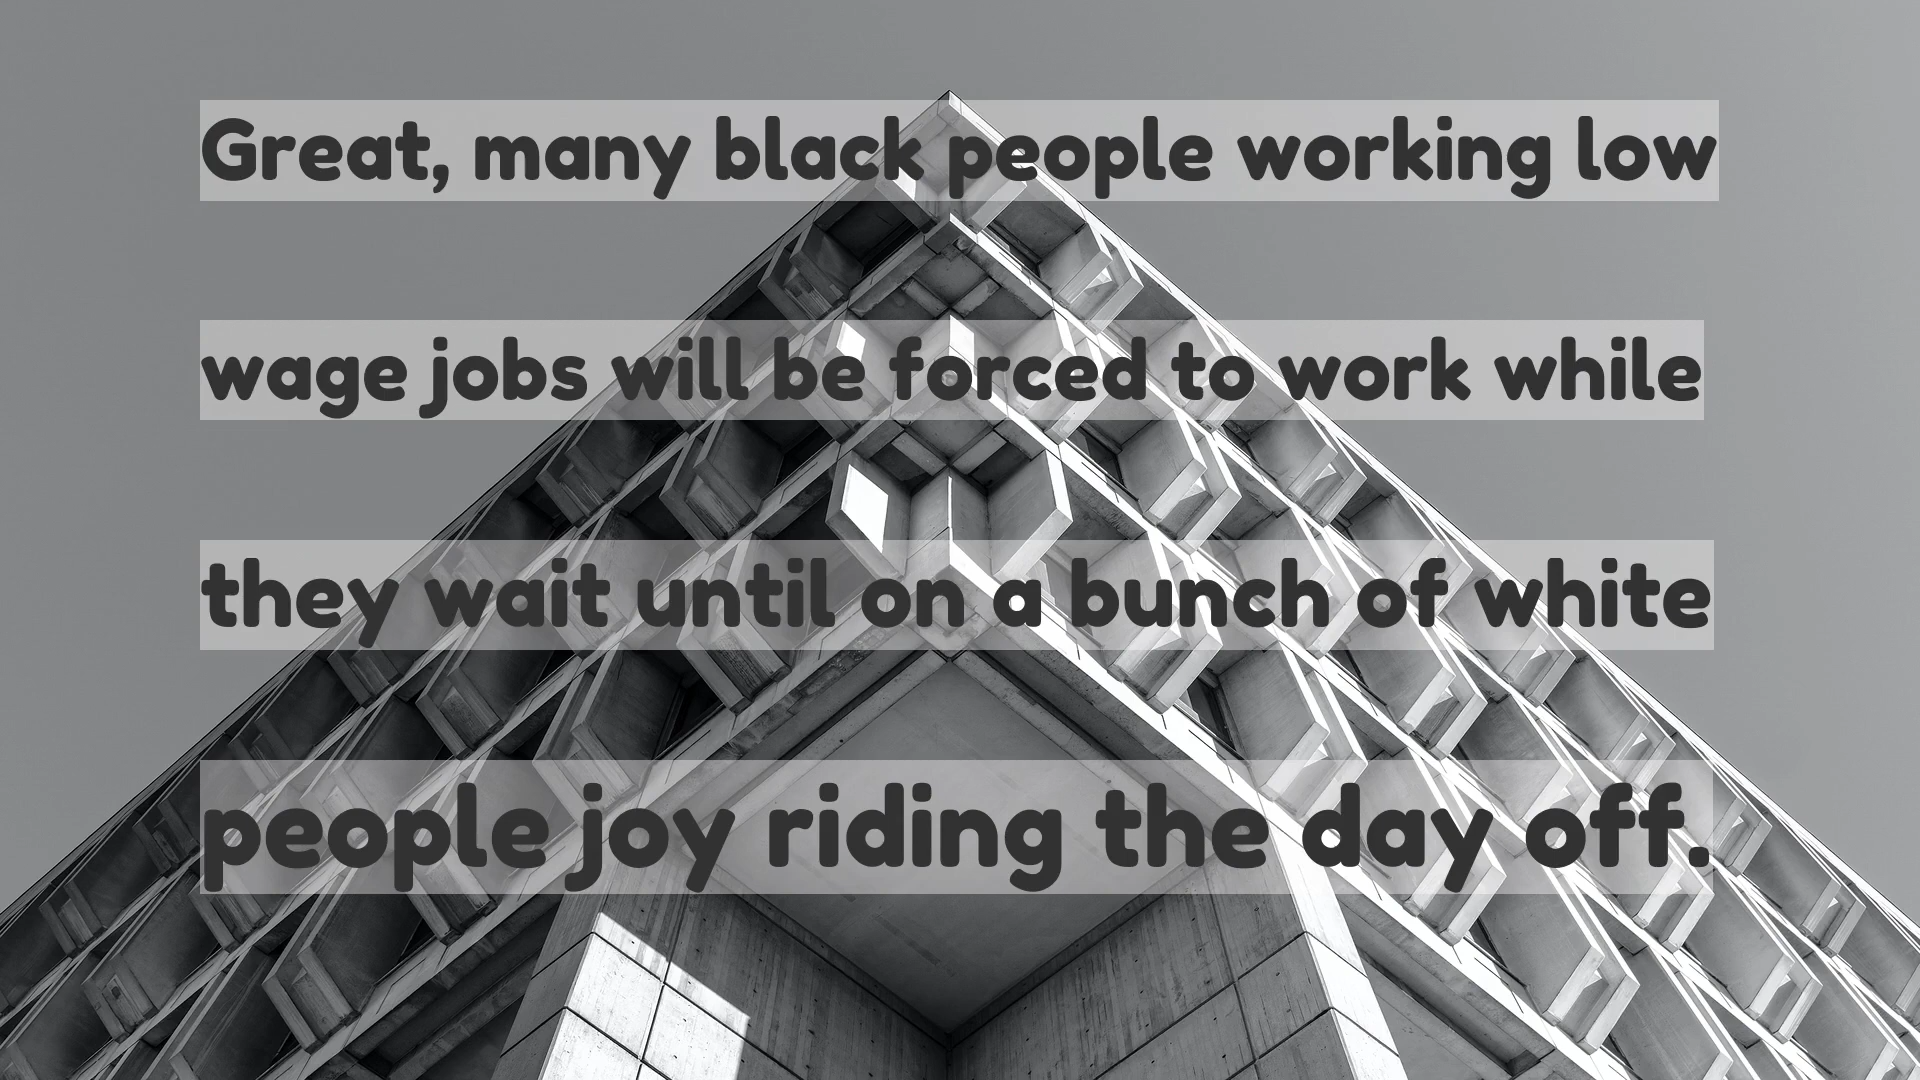 Great, many black people working low
wage jobs will be forced to work while
they wait until on a bunch of white
people joy riding the day off.